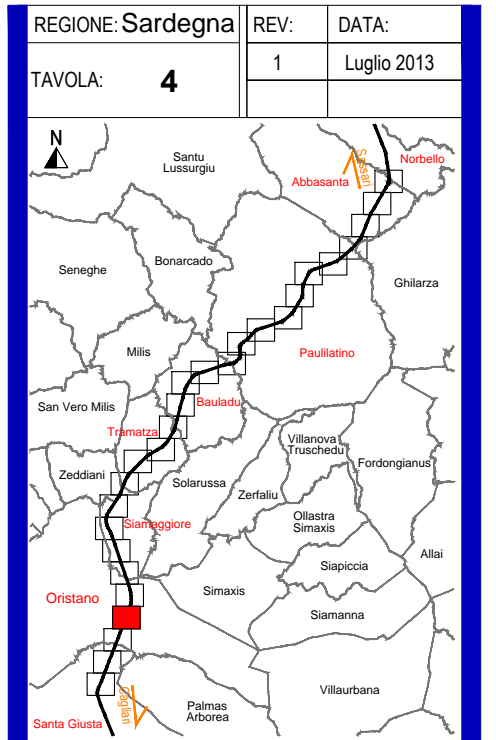 REGIONE: Sardegna REV: DATA:
TAVOLA: 4 1 Luglio 2013
N
Santu
Lussurgiu
Sassari
Norbello
Abbasanta
Bonarcado
Seneghe
Ghilarza
Milis
Paulilatino
San Vero Milis
Bauladu
Tramatza
Villanova
Truschedu
Fordongianus
Zeddiani
Solarussa
Zerfaliu
Ollastra
Simaxis
Siamaggiore
Allai
Siapiccia
Simaxis
Oristano
Siamanna
Villaurbana
Cagliari
Palmas
Arborea
Santa Giusta